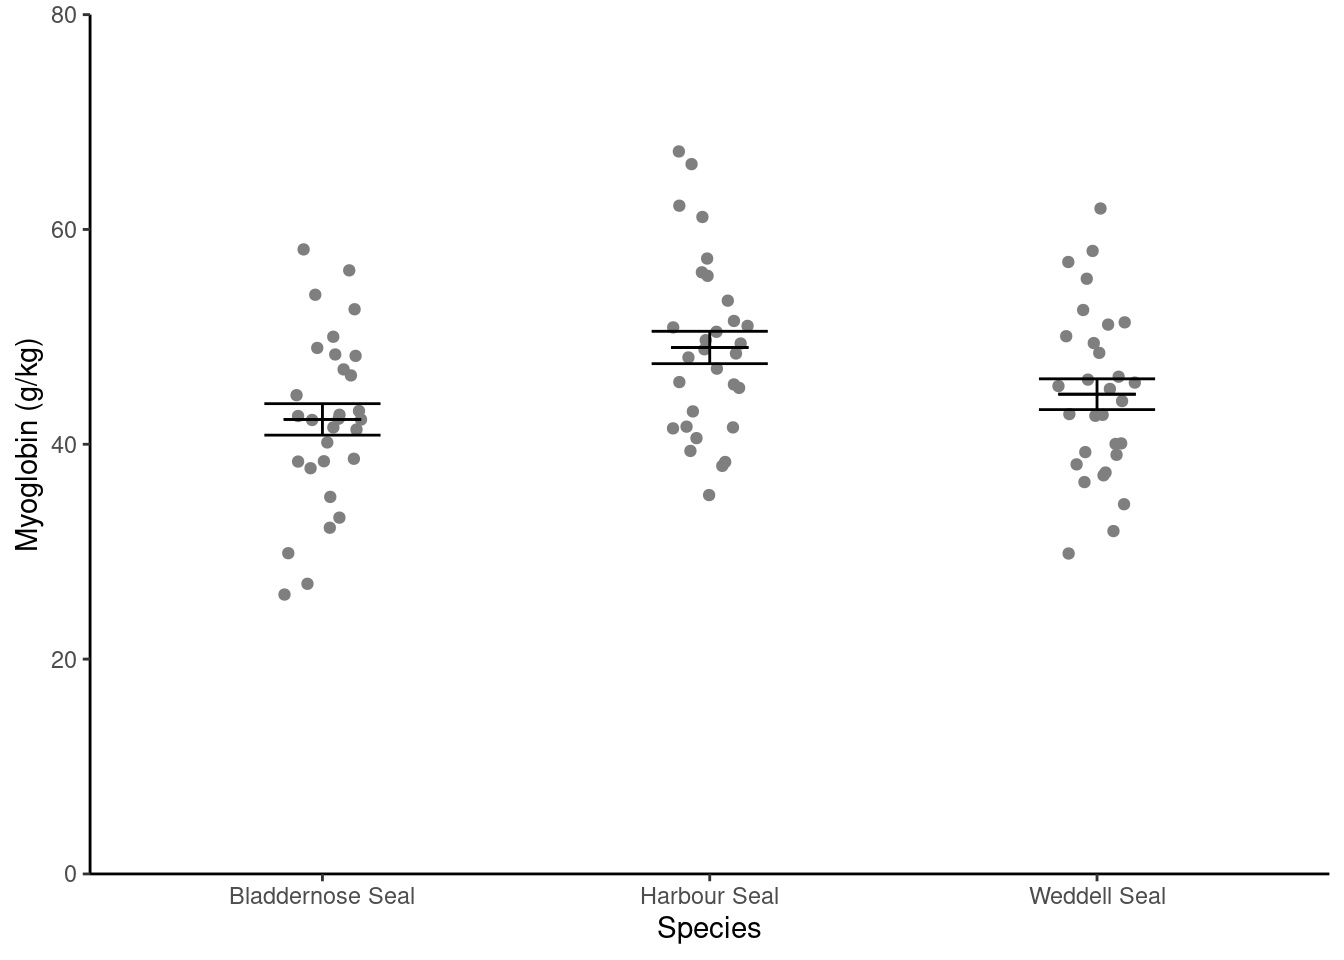 80
60
40
20
0
Myoglobin (g/kg)
Bladdernose Seal
Harbour Seal
Weddell Seal
Species